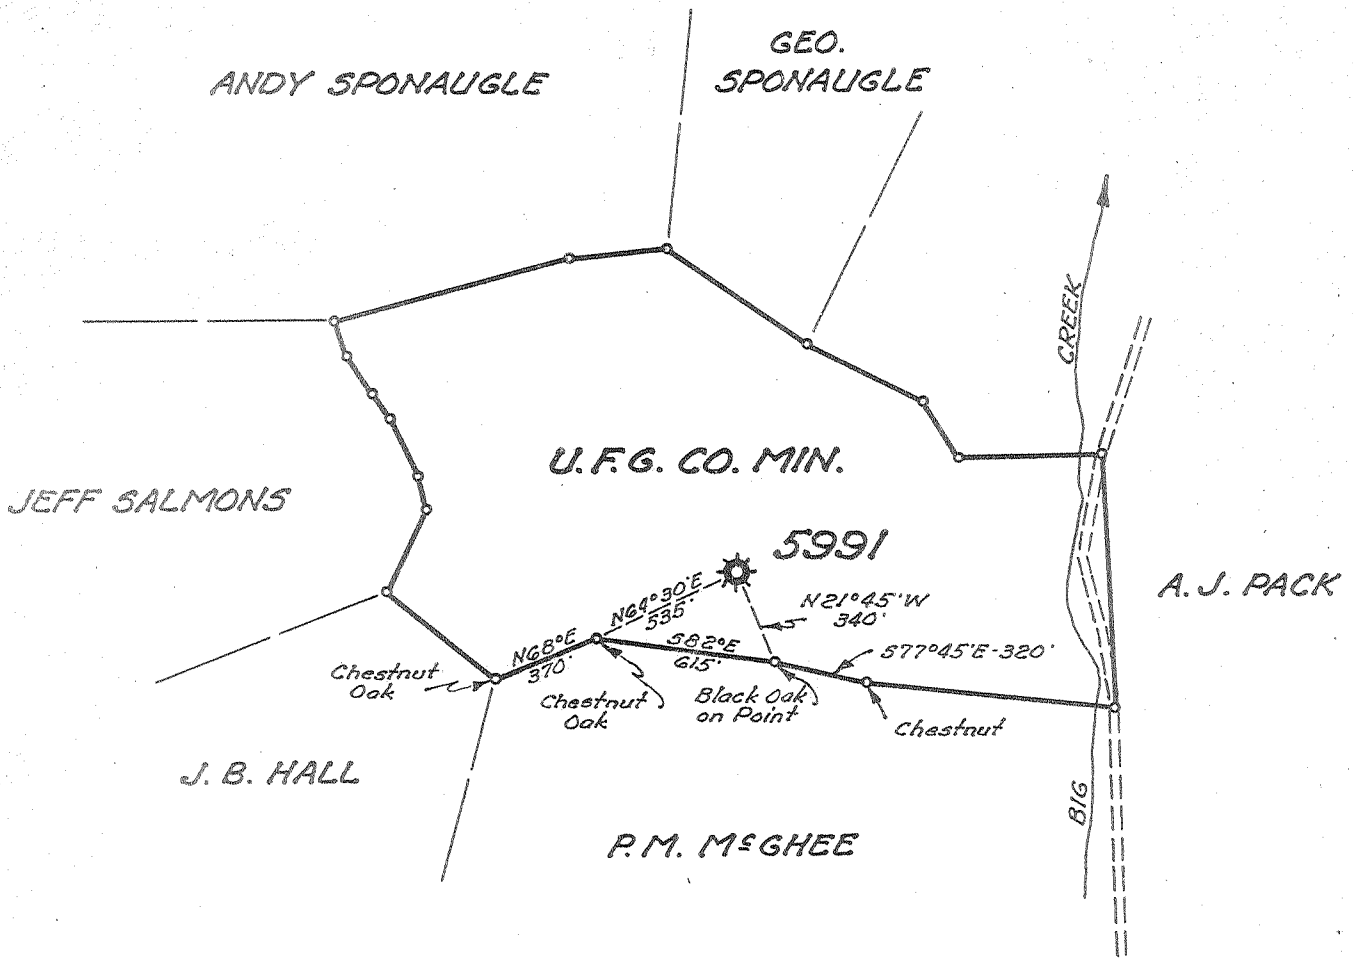 GEO.
ANDY SPONAUGLE
SPONAUGLE
CREEK
U.F.G. CO. MIN.
JEFF SALMONS
5991
A.J. PACK
N64°30'E
535'
N21°45'W
340'
N68°E
370'
S82°E
615'
S77°45'E-320'
Chestnut
Oak
Chestnut
Oak
Black Oak
on Point
Chestnut
J. B. HALL
BIG
P.M. McGHEE